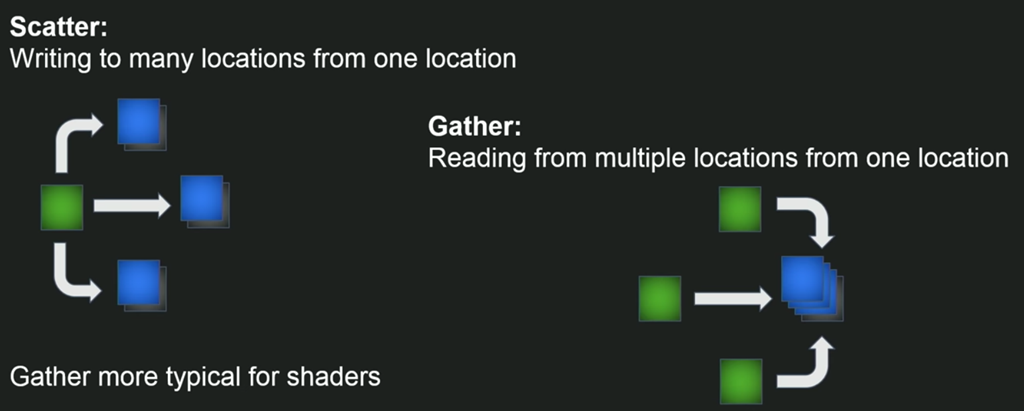 Scatter:
Writing to many locations from one location
Gather:
Reading from multiple locations from one location
Gather more typical for shaders